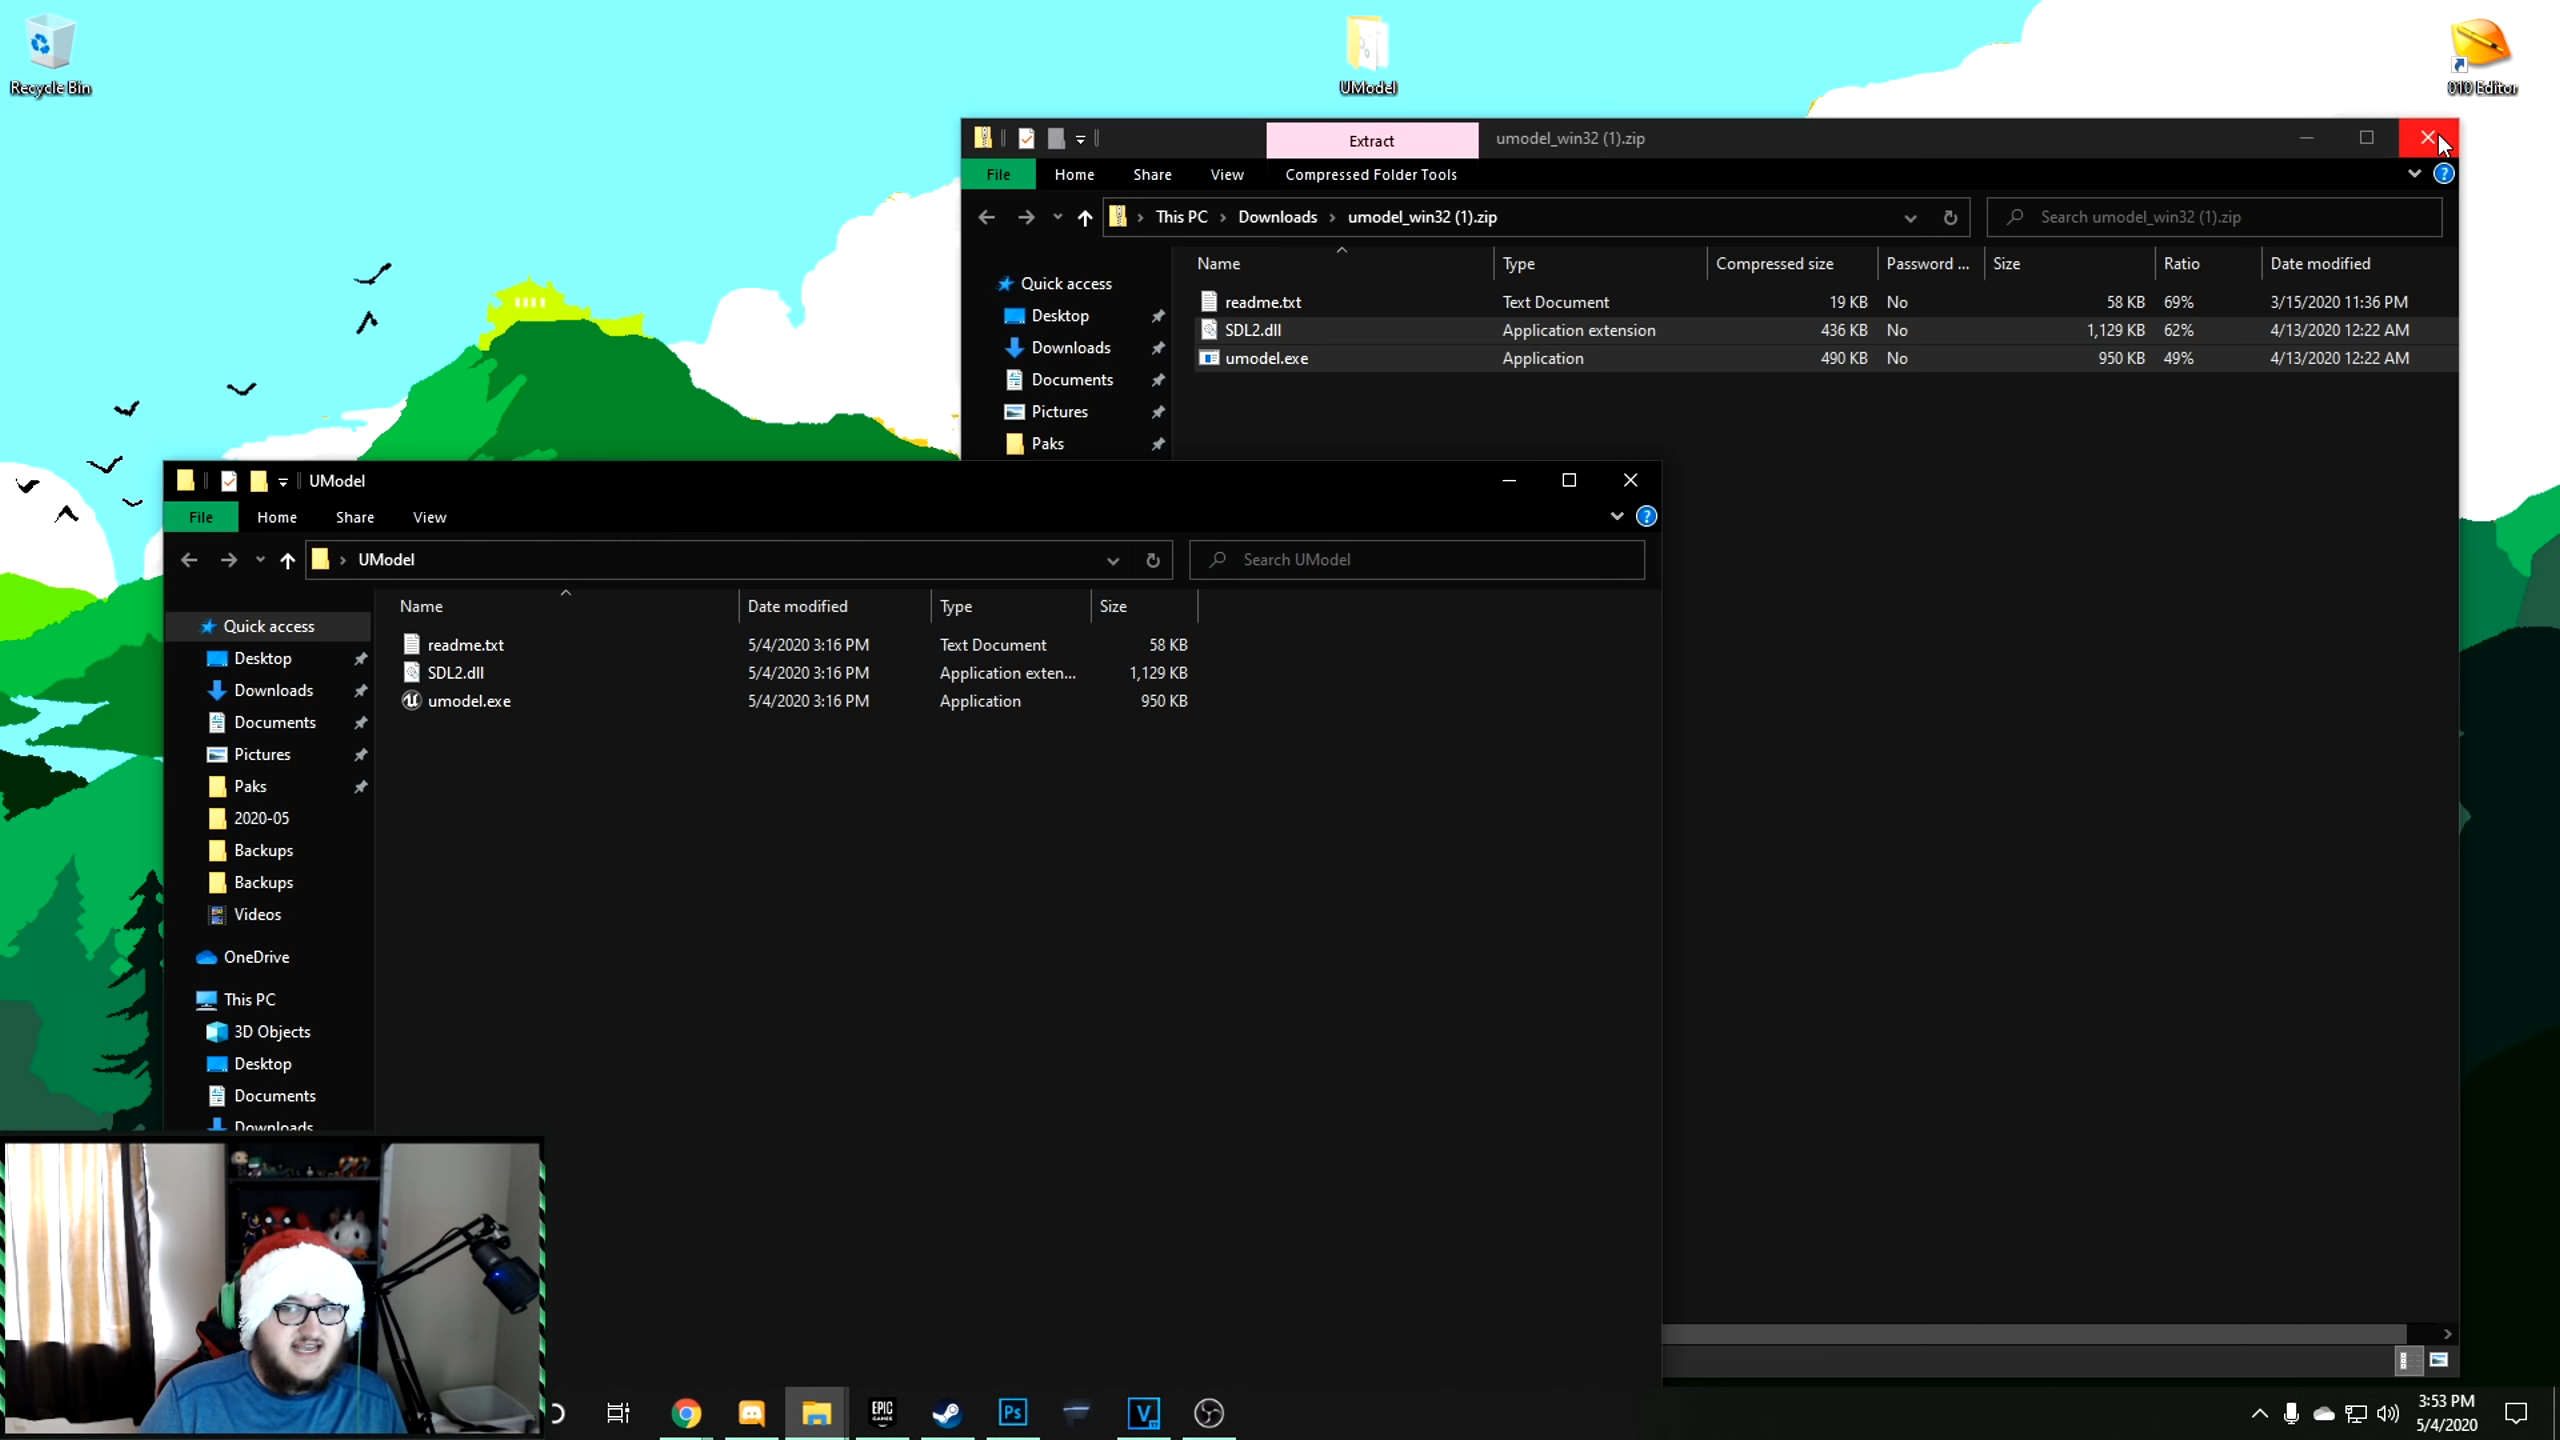 Recycle Bin
UModel
010 Editor
Extract
umodel_win32 (1).zip
File
Home
Share
View
Compressed Folder Tools
This PC
Downloads
umodel_win32 (1).zip
Search umodel_win32 (1).zip
Name
Type
Compressed size
Password ...
Size
Ratio
Date modified
readme.txt Text Document 19 KB No 58 KB 69% 3/15/2020 11:36 PM
SDL2.dll Application extension 436 KB No 1,129 KB 62% 4/13/2020 12:22 AM
umodel.exe Application 490 KB No 950 KB 49% 4/13/2020 12:22 AM
Quick access
Desktop
Downloads
Documents
Pictures
Paks
UModel
File
Home
Share
View
UModel
Search UModel
Name
Date modified
Type
Size
readme.txt 5/4/2020 3:16 PM Text Document 58 KB
SDL2.dll 5/4/2020 3:16 PM Application exten... 1,129 KB
umodel.exe 5/4/2020 3:16 PM Application 950 KB
Quick access
Desktop
Downloads
Documents
Pictures
Paks
2020-05
Backups
Backups
Videos
OneDrive
This PC
3D Objects
Desktop
Documents
Downloads
EPIC
GAMES
Ps
V
3:53 PM
5/4/2020